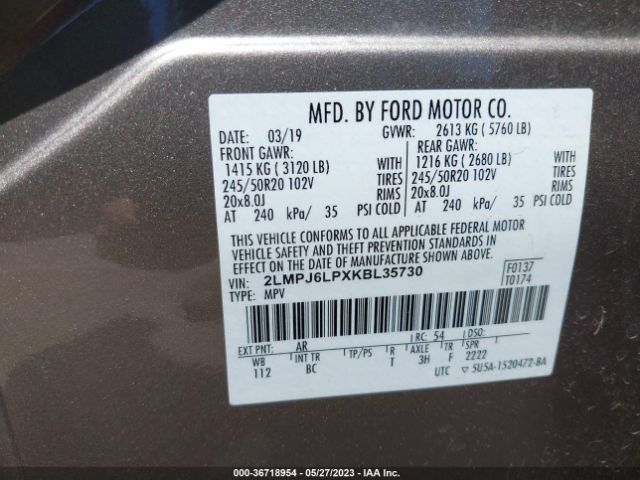 MFD. BY FORD MOTOR CO.
DATE: 03/19 GVWR: 2613 KG ( 5760 LB)
FRONT GAWR: REAR GAWR:
1415 KG ( 3120 LB) WITH 1216 KG ( 2680 LB) WITH
245/50R20 102V TIRES 245/50R20 102V TIRES
20x8.0J RIMS 20x8.0J RIMS
AT 240 kPa/ 35 PSI COLD AT 240 kPa/ 35 PSI COLD
THIS VEHICLE CONFORMS TO ALL APPLICABLE FEDERAL MOTOR
VEHICLE SAFETY AND THEFT PREVENTION STANDARDS IN
EFFECT ON THE DATE OF MANUFACTURE SHOWN ABOVE.
VIN: 2LMPJ6LPXKBL35730 F0137
TYPE: MPV T0174
EXT PNT: AR RC: 54 DSO:
WB INT TR TP/PS R AXLE TR SPR
112 BC T 3H F 2222
UTC 5U5A-1520472-BA
000-36718954 - 05/27/2023 - IAA Inc.